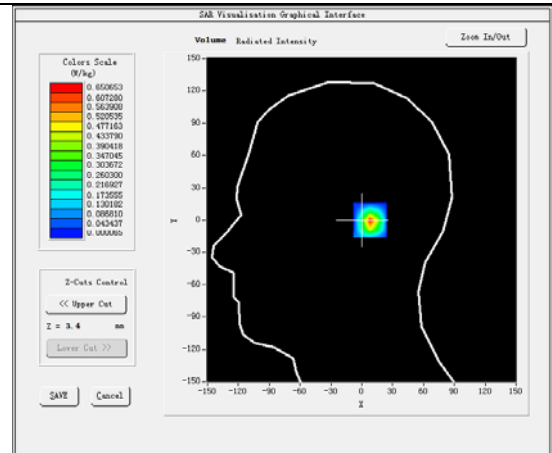 SAR Visualisation Graphical Interface
Volume Radiated Intensity
Zoom In/Out
Colors Scale
(W/kg)
0.650653
0.607280
0.563908
0.520535
0.477163
0.433790
0.390418
0.347045
0.303672
0.260300
0.216927
0.173555
0.130182
0.086810
0.043437
0.000065
Z-Cuts Control
<< Upper Cut
Z = 3.4 mm
Lower Cut >>
SAVE
Cancel
150
120
90
60
30
0
-30
-60
-90
-120
-150
Y
-150 -120 -90 -60 -30 0 30 60 90 120 150
X